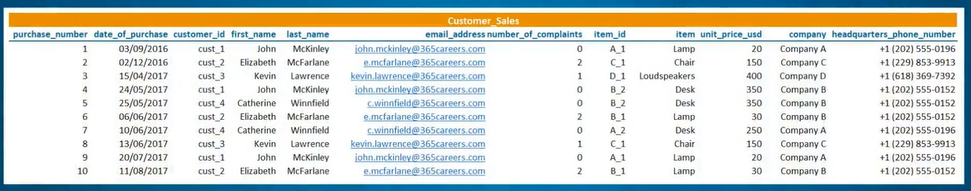 Customer_Sales
purchase_number date_of_purchase customer_id first_name last_name email_address number_of_complaints item_id item unit_price_usd company headquarters_phone_number
1 03/09/2016 cust_1 John McKinley john.mckinley@365careers.com 0 A_1 Lamp 20 Company A +1 (202) 555-0196
2 02/12/2016 cust_2 Elizabeth McFarlane e.mcfarlane@365careers.com 2 C_1 Chair 150 Company C +1 (229) 853-9913
3 15/04/2017 cust_3 Kevin Lawrence kevin.lawrence@365careers.com 1 D_1 Loudspeakers 400 Company D +1 (618) 369-7392
4 24/05/2017 cust_1 John McKinley john.mckinley@365careers.com 0 B_2 Desk 350 Company B +1 (202) 555-0152
5 25/05/2017 cust_4 Catherine Winnfield c.winnfield@365careers.com 0 B_2 Desk 350 Company B +1 (202) 555-0152
6 06/06/2017 cust_2 Elizabeth McFarlane e.mcfarlane@365careers.com 2 B_1 Lamp 30 Company B +1 (202) 555-0152
7 10/06/2017 cust_4 Catherine Winnfield c.winnfield@365careers.com 0 A_2 Desk 250 Company A +1 (202) 555-0196
8 13/06/2017 cust_3 Kevin Lawrence kevin.lawrence@365careers.com 1 C_1 Chair 150 Company C +1 (229) 853-9913
9 20/07/2017 cust_1 John McKinley john.mckinley@365careers.com 0 A_1 Lamp 20 Company A +1 (202) 555-0196
10 11/08/2017 cust_2 Elizabeth McFarlane e.mcfarlane@365careers.com 2 B_1 Lamp 30 Company B +1 (202) 555-0152